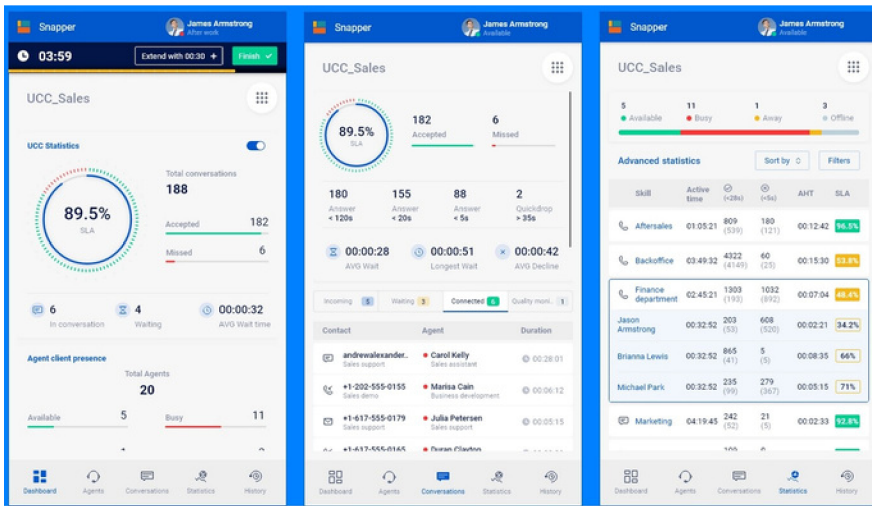 Snapper
James Armstrong
After work
03:59
Extend with 00:30 +
Finish
UCC_Sales
UCC Statistics
89.5%
SLA
Total conversations
188
Accepted 182
Missed 6
6
In conversation
4
Waiting
00:00:32
AVG Wait time
Agent client presence
Total Agents
20
Available 5
Busy 11
Dashboard Agents Conversations Statistics History
Snapper
James Armstrong
Available
UCC_Sales
89.5%
SLA
182
Accepted
6
Missed
180 155 88 2
Answer Answer Answer Quickdrop
< 120s < 20s < 5s > 35s
00:00:28 00:00:51 00:00:42
AVG Wait Longest Wait AVG Decline
Incoming 5 Waiting 3 Connected 6 Quality moni.. 1
Contact Agent Duration
andrewalexander.. Carol Kelly 00:28:01
Sales support Sales assistant
+1-202-555-0155 Marisa Cain 00:06:12
Sales demo Business development
+1-617-555-0179 Julia Petersen 00:05:15
Sales support Sales support
+1-617-555-0165 Duran Clayton
Dashboard Agents Conversations Statistics History
Snapper
James Armstrong
Available
UCC_Sales
5 11 1 3
Available Busy Away Offline
Advanced statistics
Sort by
Filters
Skill Active time (<20s) (<5s) AHT SLA
Aftersales 01:05:21 809 (539) 180 (121) 00:12:42 96.5%
Backoffice 03:49:32 4322 (4149) 60 (25) 00:15:30 53.8%
Finance department 02:45:21 1303 (193) 1032 (892) 00:07:04 48.4%
Jason Armstrong 00:32:52 203 (53) 608 (520) 00:02:21 34.2%
Brianna Lewis 00:32:52 865 (41) 5 (5) 00:08:35 66%
Michael Park 00:32:52 235 (99) 279 (367) 00:05:15 71%
Marketing 04:19:45 242 (52) 21 (5) 00:02:33 92.8%
Dashboard Agents Conversations Statistics History